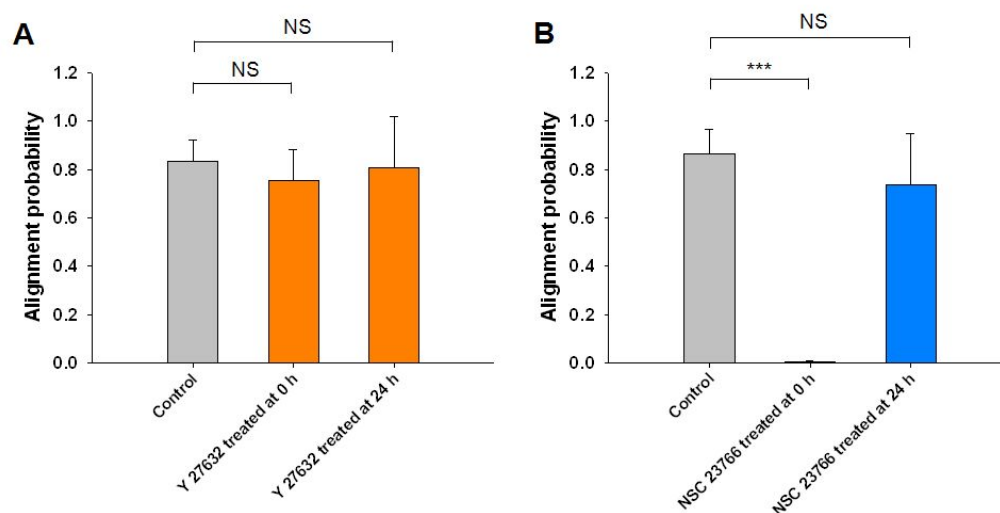 A
NS
NS
1.2
1.0
0.8
0.6
0.4
0.2
0.0
Alignment probability
Control
Y 27632 treated at 0 h
Y 27632 treated at 24 h
B
NS
***
1.2
1.0
0.8
0.6
0.4
0.2
0.0
Alignment probability
Control
NSC 23766 treated at 0 h
NSC 23766 treated at 24 h